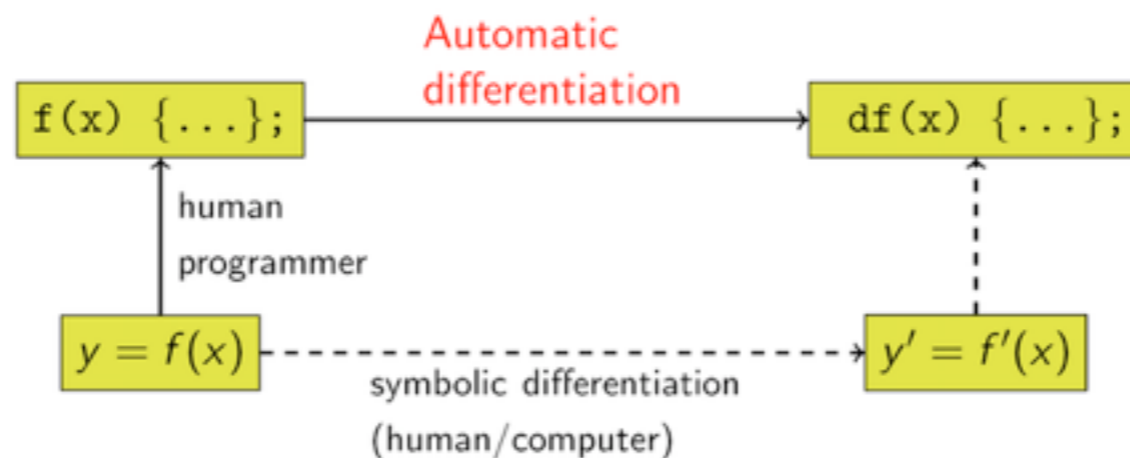 Automatic
differentiation
f(x) {...};
df(x) {...};
human
programmer
y = f(x)
y′ = f′(x)
symbolic differentiation
(human/computer)